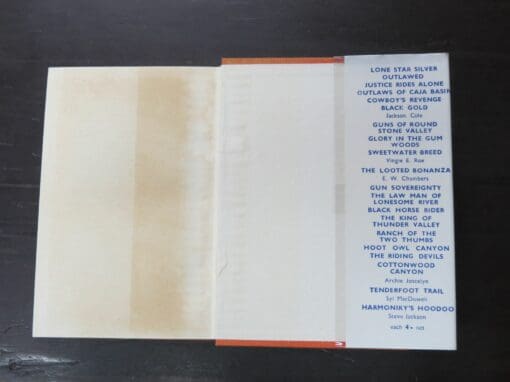 LONE STAR SILVER
OUTLAWED
JUSTICE RIDES ALONE
OUTLAWS OF CAJA BASIN
COWBOY'S REVENGE
BLACK GOLD
Jackson Cole
GUNS OF ROUND
STONE VALLEY
GLORY IN THE GUM
WOODS
SWEETWATER BREED
Vingie E. Roe
THE LOOTED BONANZA
E. W. Chambers
GUN SOVEREIGNTY
THE LAW MAN OF
LONESOME RIVER
BLACK HORSE RIDER
THE KING OF
THUNDER VALLEY
RANCH OF THE
TWO THUMBS
HOOT OWL CANYON
THE RIDING DEVILS
COTTONWOOD
CANYON
Archie Joscelyn
TENDERFOOT TRAIL
Syl MacDowell
HARMONIKY'S HOODOO
Steve Jackson
each net